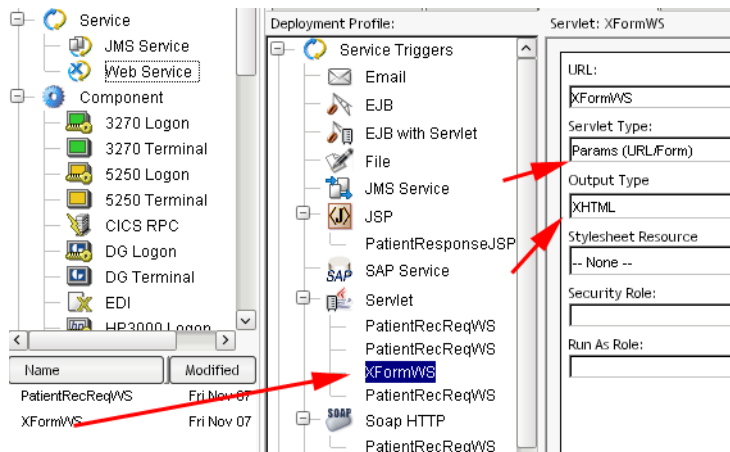 Service
JMS Service
Web Service
Component
3270 Logon
3270 Terminal
5250 Logon
5250 Terminal
CICS RPC
DG Logon
DG Terminal
EDI
HP3000 Logon
Name Modified
PatientRecReqWS Fri Nov 07
XFormWS Fri Nov 07
Deployment Profile:
Service Triggers
Email
EJB
EJB with Servlet
File
JMS Service
JSP
PatientResponseJSP
SAP Service
Servlet
PatientRecReqWS
PatientRecReqWS
XFormWS
PatientRecReqWS
Soap HTTP
PatientRecReqWS
Servlet: XFormWS
URL:
XFormWS
Servlet Type:
Params (URL/Form)
Output Type
XHTML
Stylesheet Resource
-- None --
Security Role:
Run As Role: